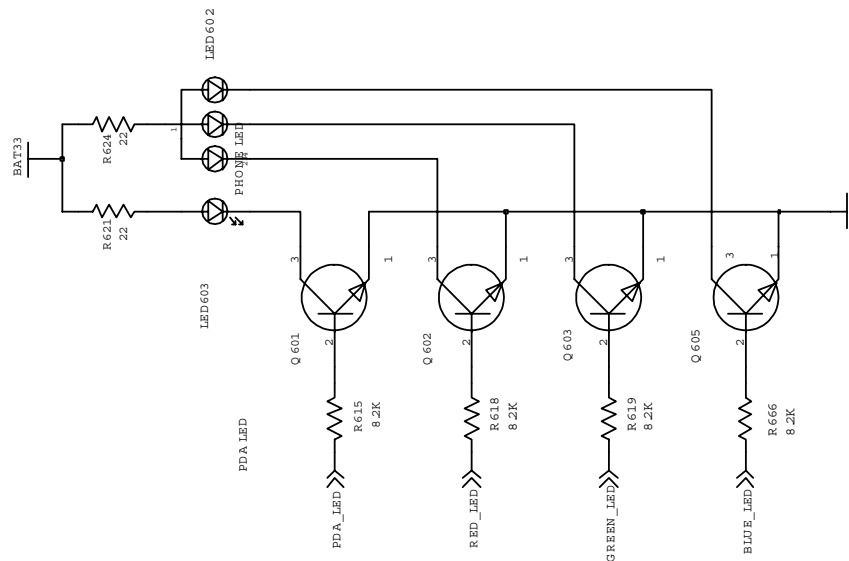 LED602
BAT33
R624
22
1
PHONE LED
R621
22
LED603
PDA LED
3
1
3
1
3
1
3
1
Q601
2
Q602
2
Q603
2
Q605
2
R615
8.2K
R618
8.2K
R619
8.2K
R666
8.2K
PDA_LED
RED_LED
GREEN_LED
BLUE_LED